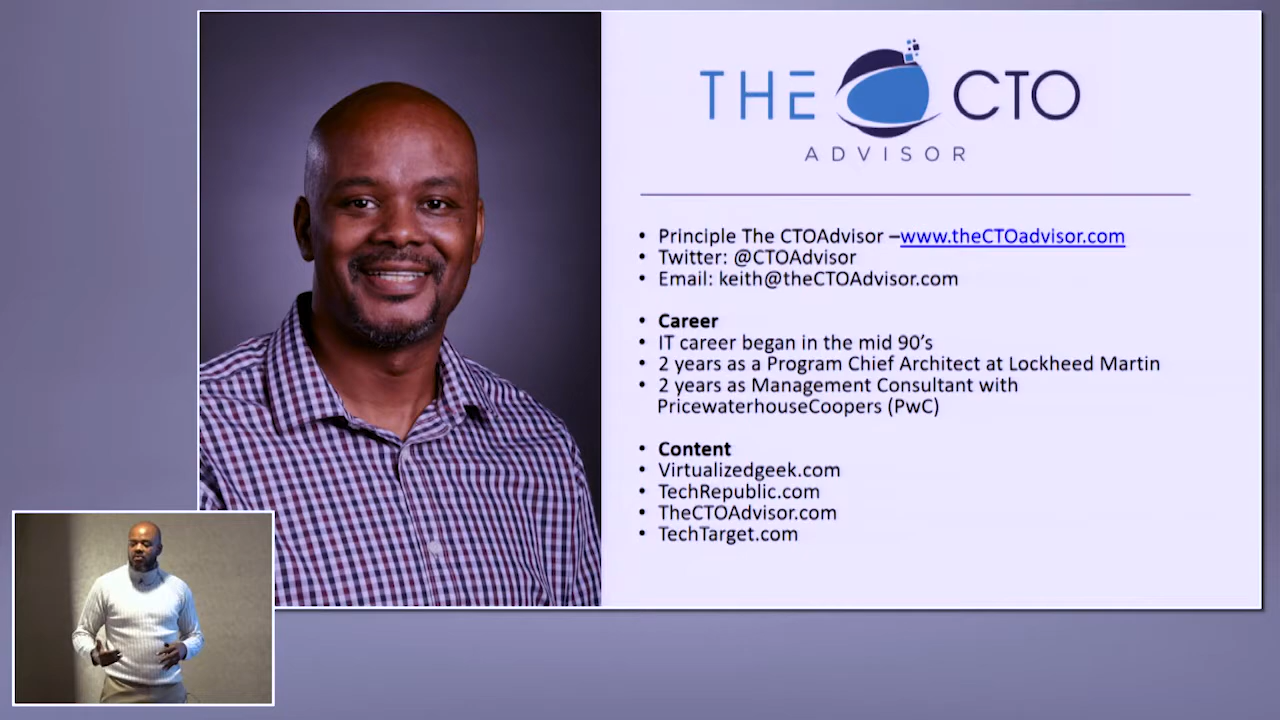 THE CTO
ADVISOR
• Principle The CTOAdvisor –www.theCTOadvisor.com
• Twitter: @CTOAdvisor
• Email: keith@theCTOAdvisor.com
• Career
• IT career began in the mid 90’s
• 2 years as a Program Chief Architect at Lockheed Martin
• 2 years as Management Consultant with
PricewaterhouseCoopers (PwC)
• Content
• Virtualizedgeek.com
• TechRepublic.com
• TheCTOAdvisor.com
• TechTarget.com